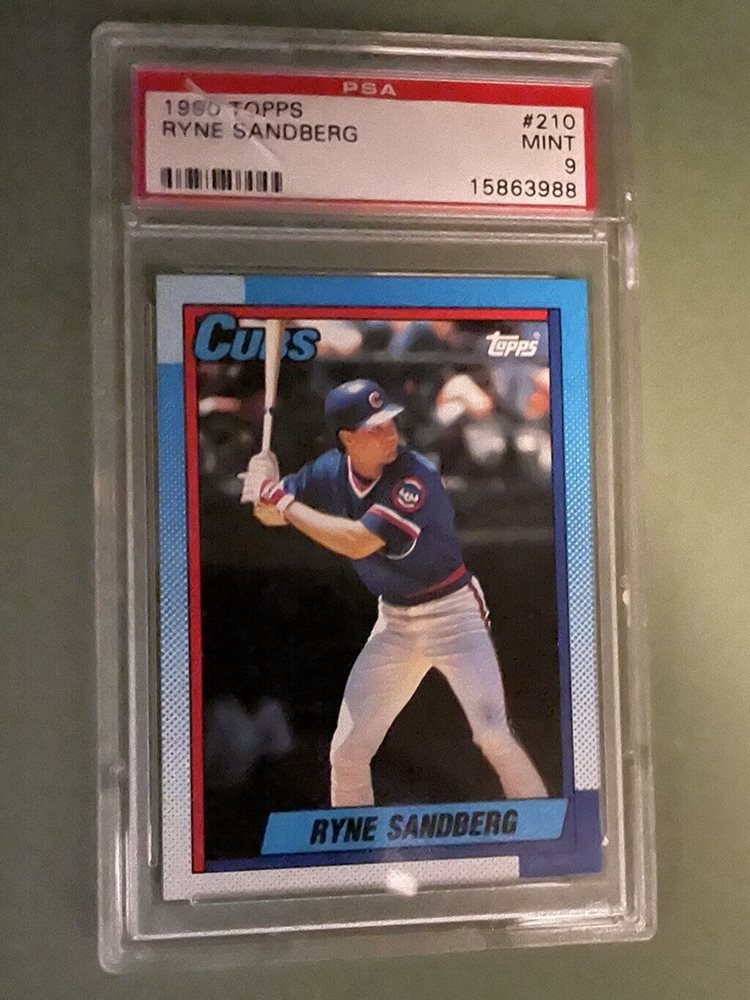 PSA
1990 TOPPS #210
RYNE SANDBERG MINT
9
15863988
CUBS
C
topps®
RYNE SANDBERG